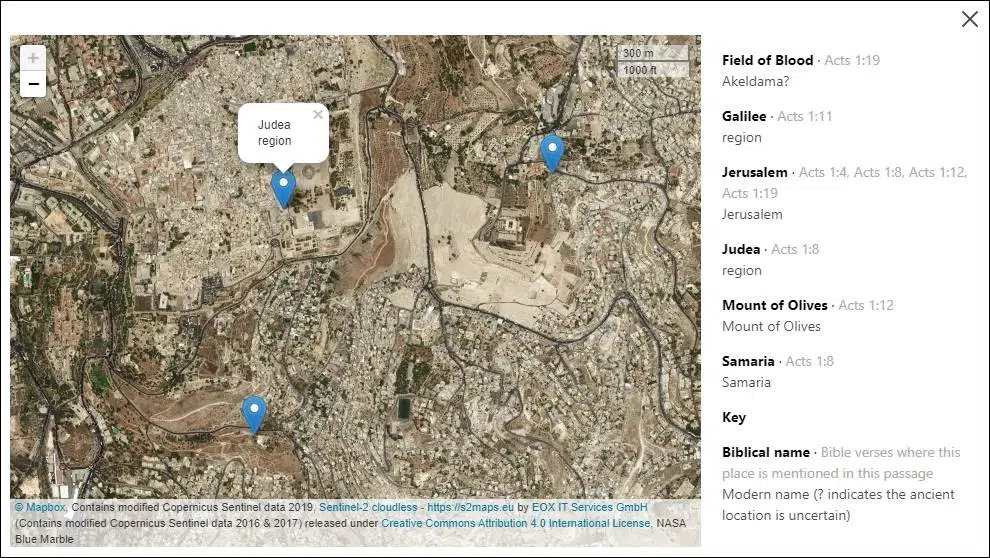 300 m
1000 ft
+
−
Judea
region
© Mapbox, Contains modified Copernicus Sentinel data 2019, Sentinel-2 cloudless - https://s2maps.eu by EOX IT Services GmbH
(Contains modified Copernicus Sentinel data 2016 & 2017) released under Creative Commons Attribution 4.0 International License, NASA
Blue Marble
Field of Blood · Acts 1:19
Akeldama?
Galilee · Acts 1:11
region
Jerusalem · Acts 1:4, Acts 1:8, Acts 1:12,
Acts 1:19
Jerusalem
Judea · Acts 1:8
region
Mount of Olives · Acts 1:12
Mount of Olives
Samaria · Acts 1:8
Samaria
Key
Biblical name · Bible verses where this
place is mentioned in this passage
Modern name (? indicates the ancient
location is uncertain)